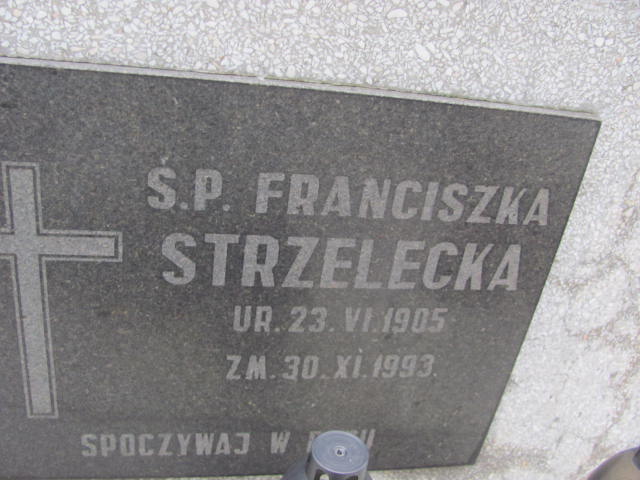 Ś.P. FRANCISZKA
STRZELECKA
UR. 23. VI. 1905
ZM. 30. XI. 1993.
SPOCZYWAJ W